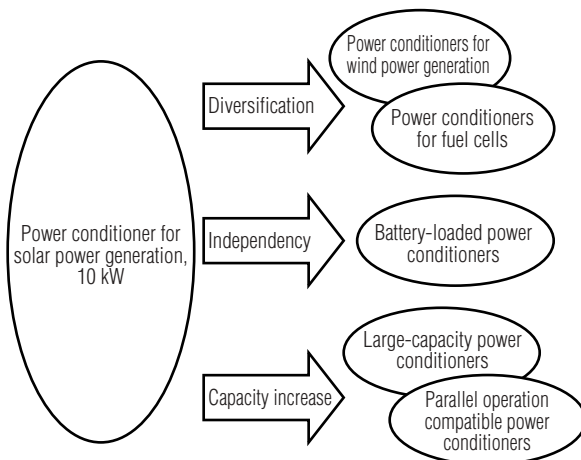 Power conditioner for
solar power generation,
10 kW
Diversification
Power conditioners for
wind power generation
Power conditioners
for fuel cells
Independency
Battery-loaded power
conditioners
Capacity increase
Large-capacity power
conditioners
Parallel operation
compatible power
conditioners